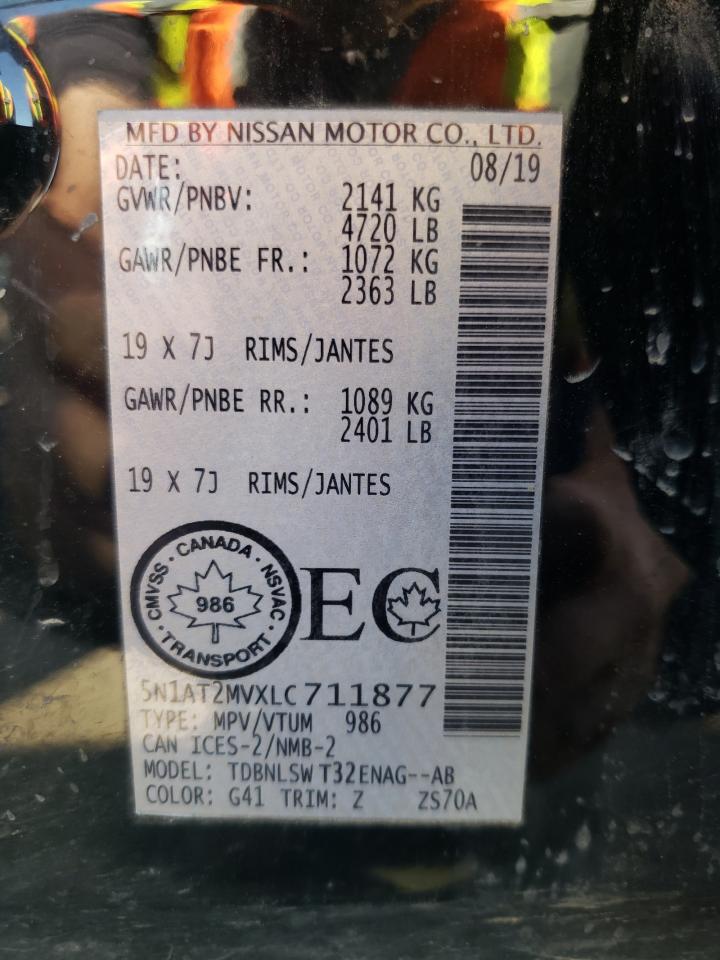 MFD BY NISSAN MOTOR CO., LTD.
DATE: 08/19
GVWR/PNBV: 2141 KG
4720 LB
GAWR/PNBE FR.: 1072 KG
2363 LB
19 X 7J RIMS/JANTES
GAWR/PNBE RR.: 1089 KG
2401 LB
19 X 7J RIMS/JANTES
CMVSS · CANADA · NSVAC · TRANSPORT ·
986
EC
5N1AT2MVXLC711877
TYPE: MPV/VTUM 986
CAN ICES-2/NMB-2
MODEL: TDBNLSW T32ENAG--AB
COLOR: G41 TRIM: Z ZS70A